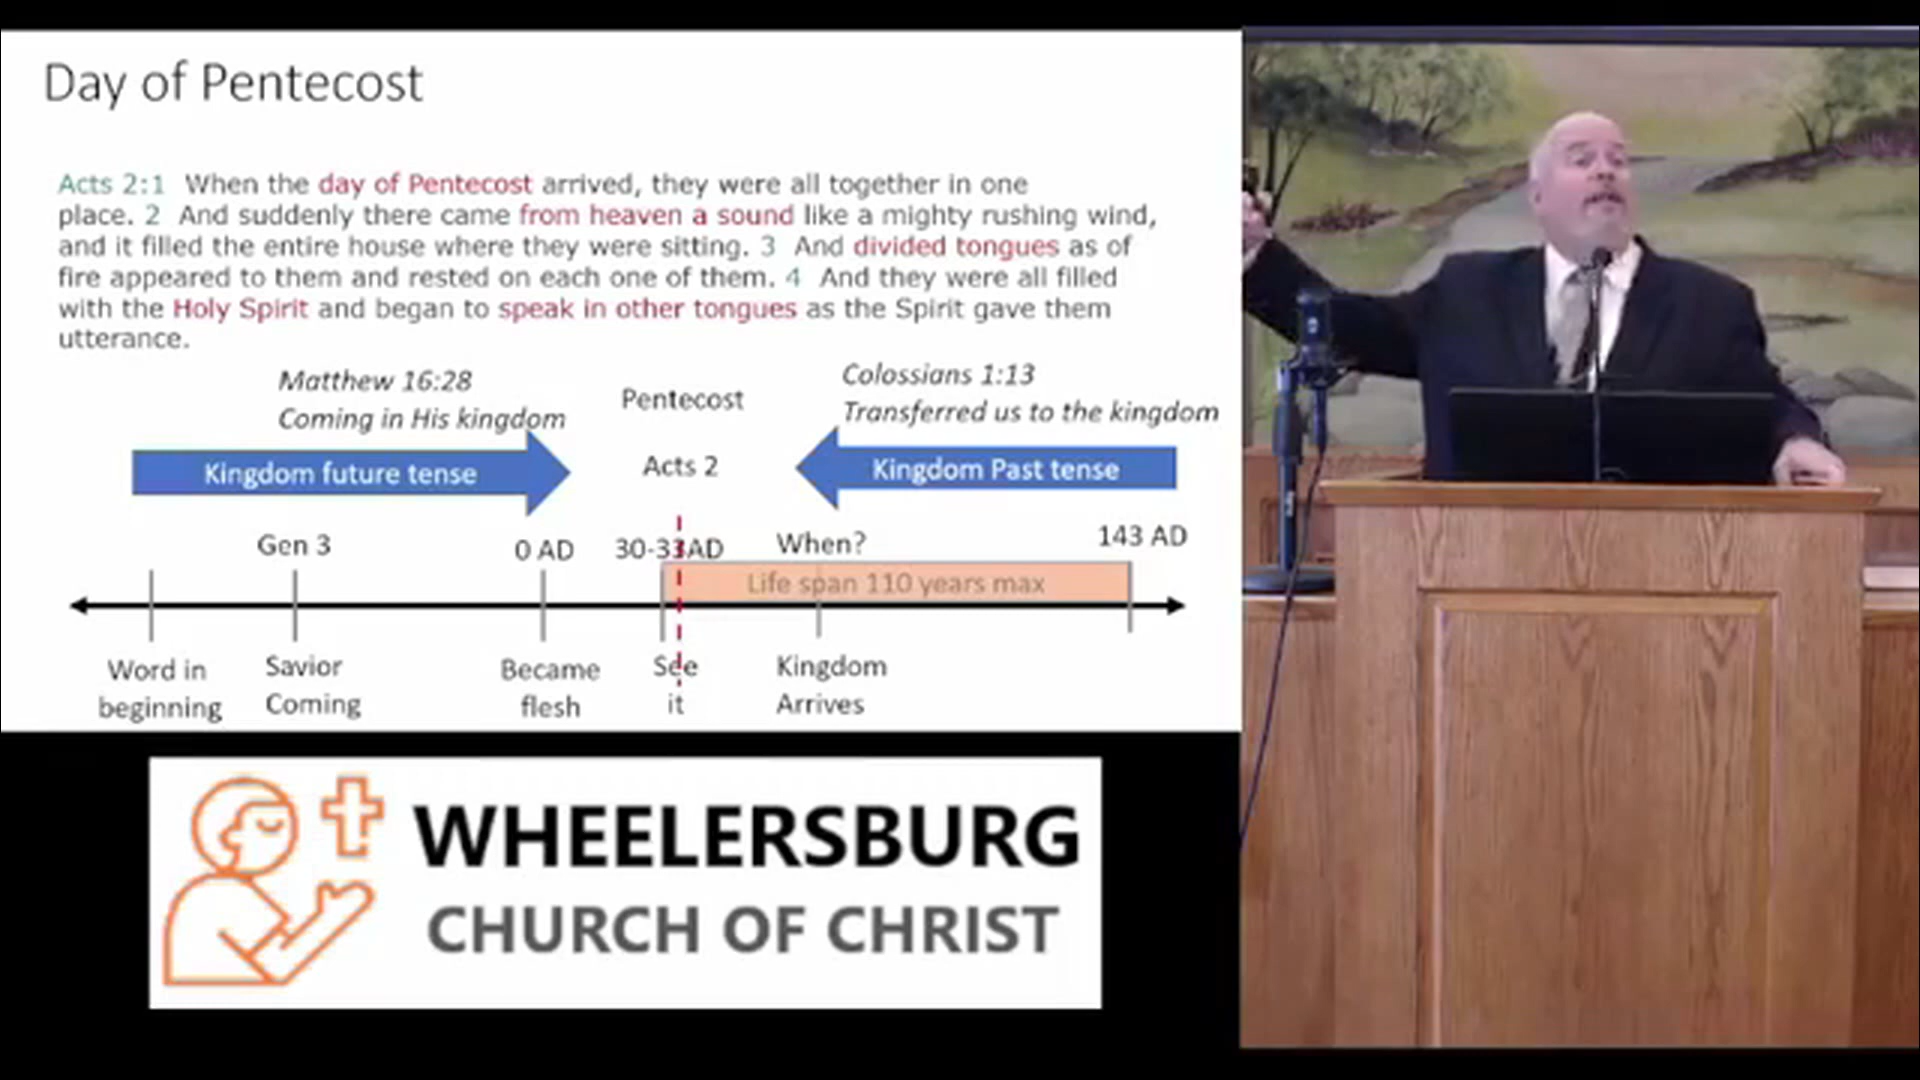 Day of Pentecost
Acts 2:1 When the day of Pentecost arrived, they were all together in one
place. 2 And suddenly there came from heaven a sound like a mighty rushing wind,
and it filled the entire house where they were sitting. 3 And divided tongues as of
fire appeared to them and rested on each one of them. 4 And they were all filled
with the Holy Spirit and began to speak in other tongues as the Spirit gave them
utterance.
Matthew 16:28
Coming in His kingdom
Pentecost
Acts 2
Colossians 1:13
Transferred us to the kingdom
Kingdom future tense
Kingdom Past tense
Gen 3
0 AD
30-33AD
When?
143 AD
Life span 110 years max
Word in
beginning
Savior
Coming
Became
flesh
See
it
Kingdom
Arrives
WHEELERSBURG
CHURCH OF CHRIST